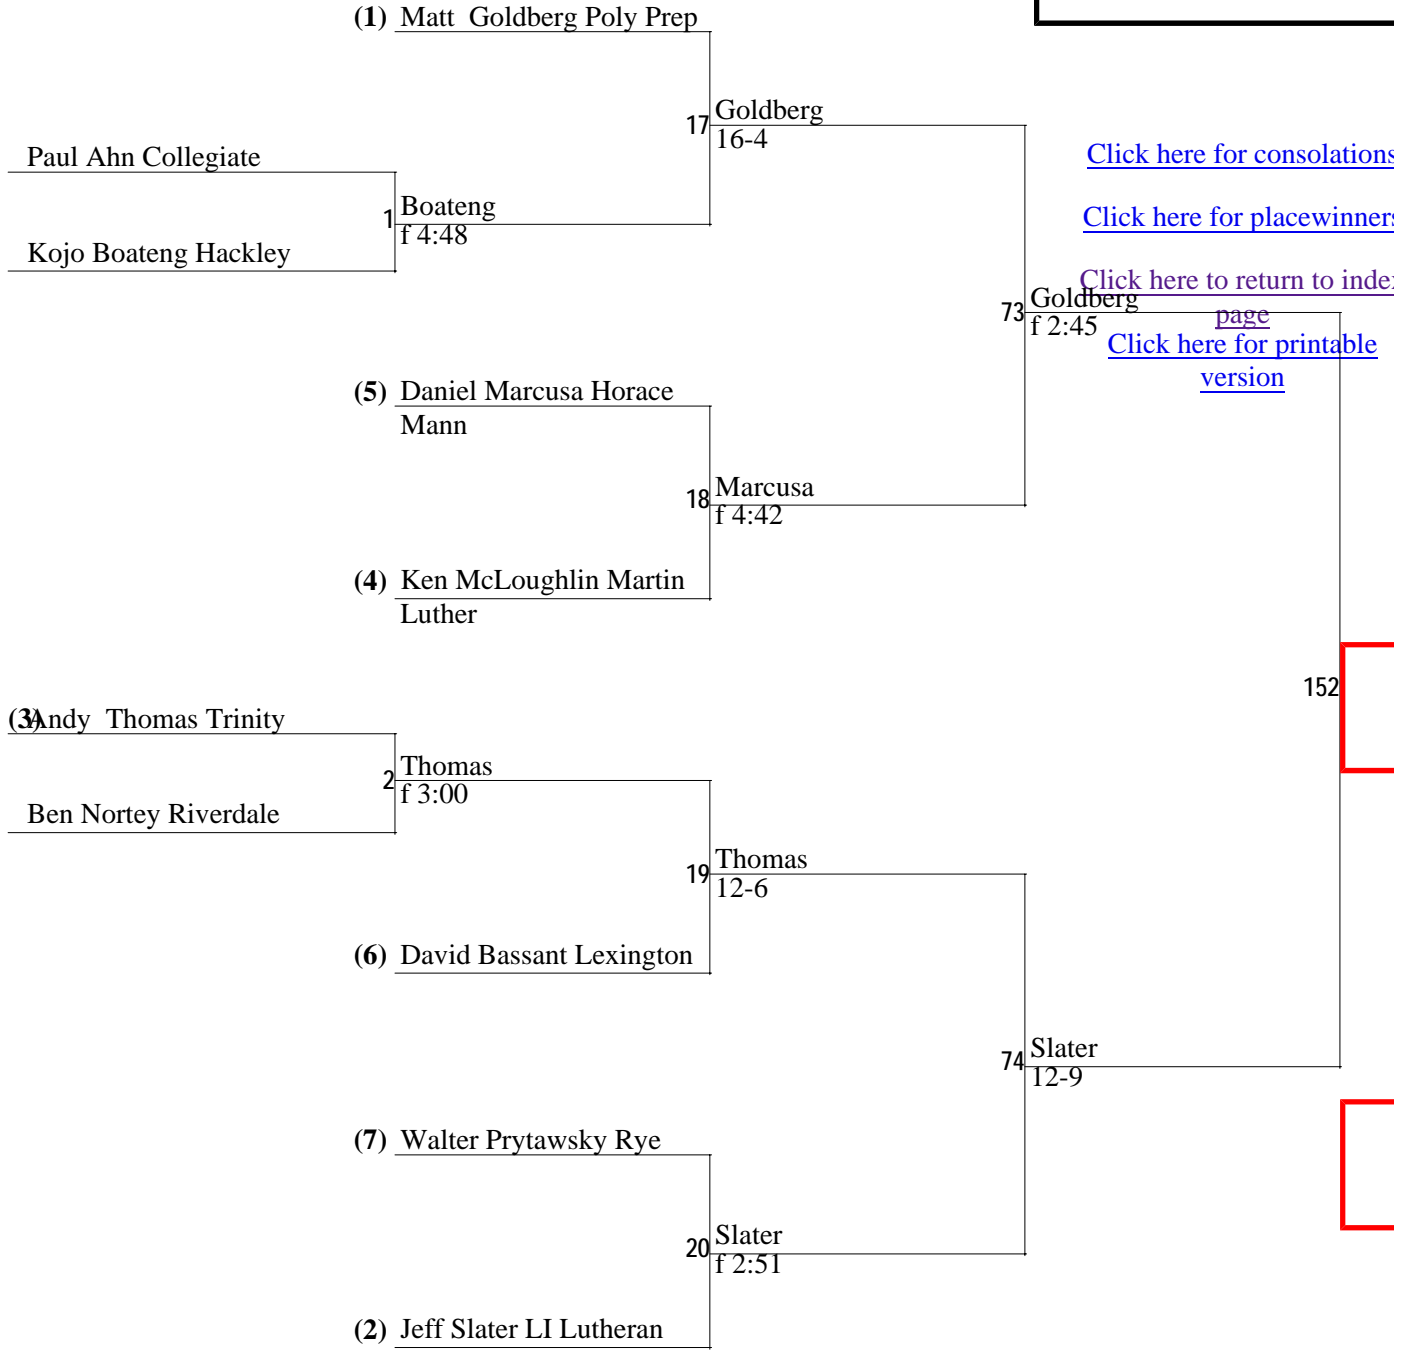 (1) Matt Goldberg Poly Prep
17 Goldberg
16-4
Paul Ahn Collegiate
1 Boateng
f 4:48
Kojo Boateng Hackley
Click here for consolations
Click here for placewinners
Click here to return to index
page
Click here for printable
version
73 Goldberg
f 2:45
(5) Daniel Marcusa Horace
Mann
18 Marcusa
f 4:42
(4) Ken McLoughlin Martin
Luther
152
(3) Andy Thomas Trinity
2 Thomas
f 3:00
Ben Nortey Riverdale
19 Thomas
12-6
(6) David Bassant Lexington
74 Slater
12-9
(7) Walter Prytawsky Rye
20 Slater
f 2:51
(2) Jeff Slater LI Lutheran